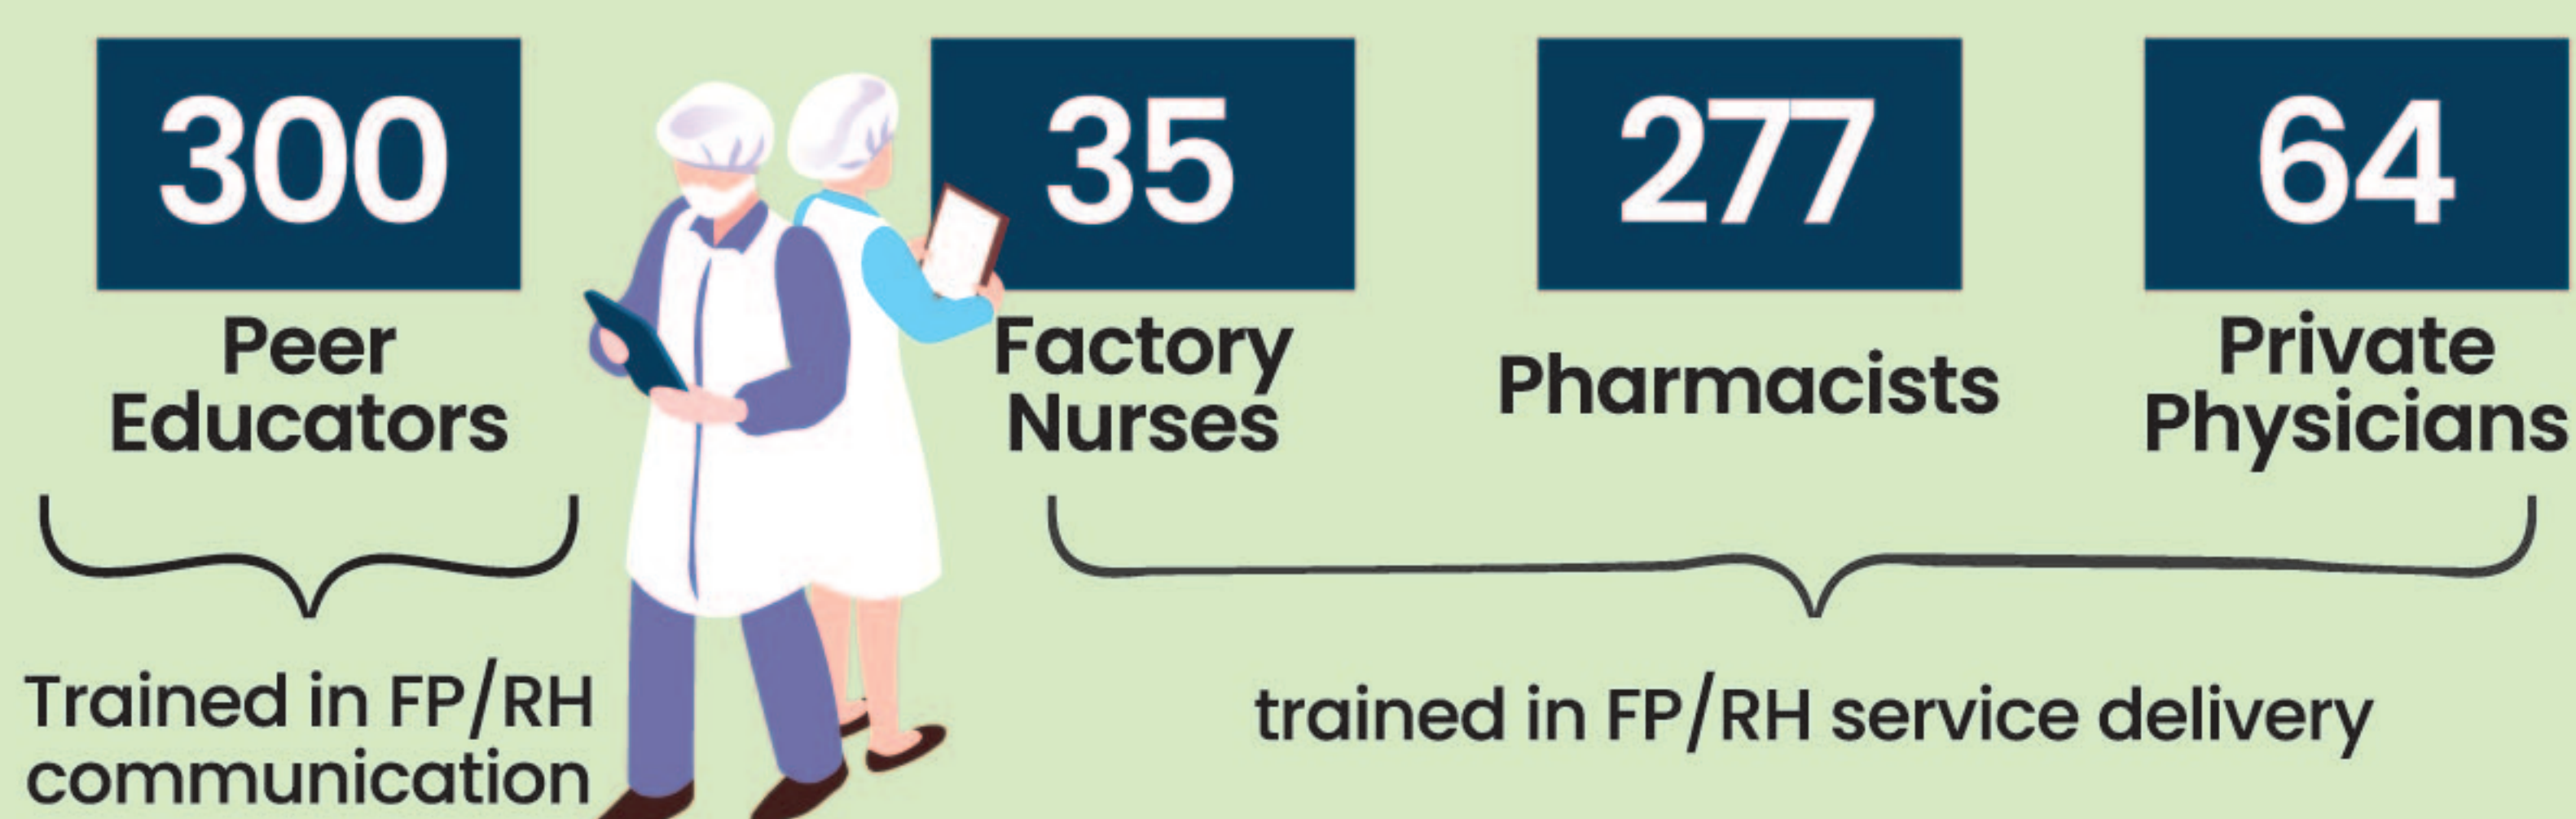 300
Peer
Educators
35
Factory
Nurses
277
Pharmacists
64
Private
Physicians
Trained in FP/RH
communication
trained in FP/RH service delivery